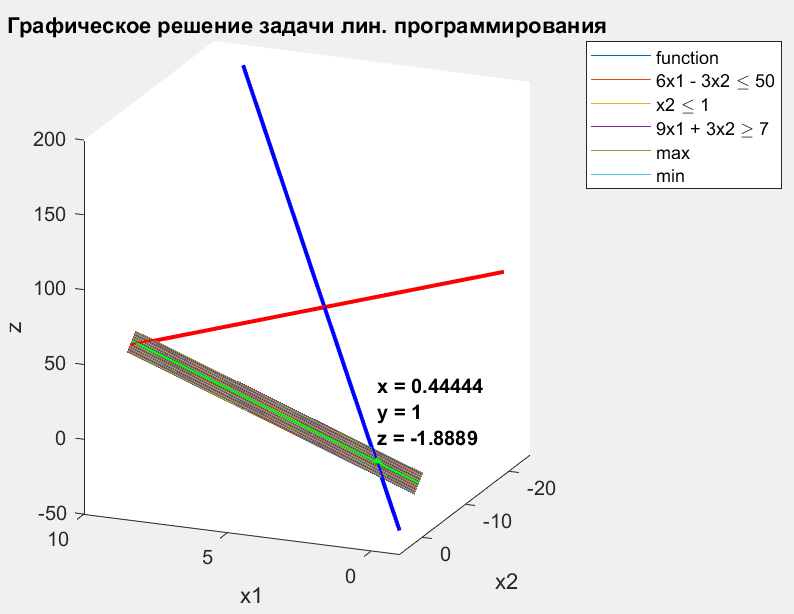 Графическое решение задачи лин. программирования
function
6x1 - 3x2 ≤ 50
x2 ≤ 1
9x1 + 3x2 ≥ 7
max
min
200
150
100
50
0
-50
z
x = 0.44444
y = 1
z = -1.8889
10
5
0
x1
-20
-10
0
x2